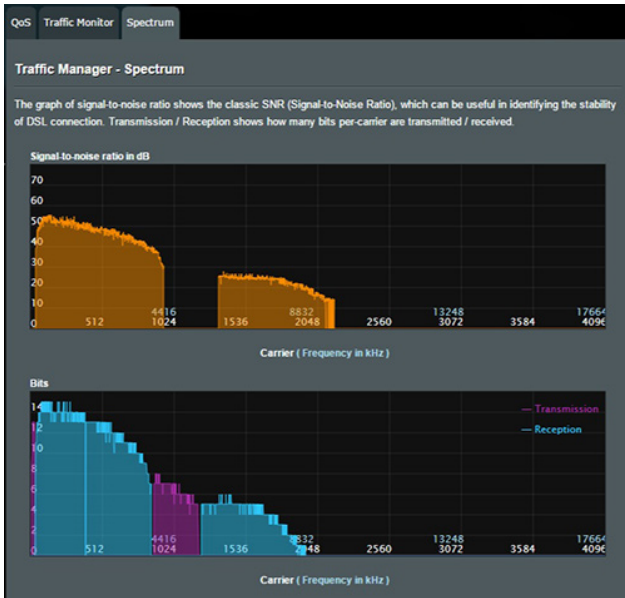 QoS Traffic Monitor Spectrum
Traffic Manager - Spectrum
The graph of signal-to-noise ratio shows the classic SNR (Signal-to-Noise Ratio), which can be useful in identifying the stability
of DSL connection. Transmission / Reception shows how many bits per-carrier are transmitted / received.
Signal-to-noise ratio in dB
70
60
50
40
30
20
10
4416 8832 13248 17664
0 512 1024 1536 2048 2560 3072 3584 4096
Carrier ( Frequency in kHz )
Bits
14
Transmission
12
Reception
10
8
6
4
2
4416 8832 13248 17664
0 512 1024 1536 2048 2560 3072 3584 4096
Carrier ( Frequency in kHz )